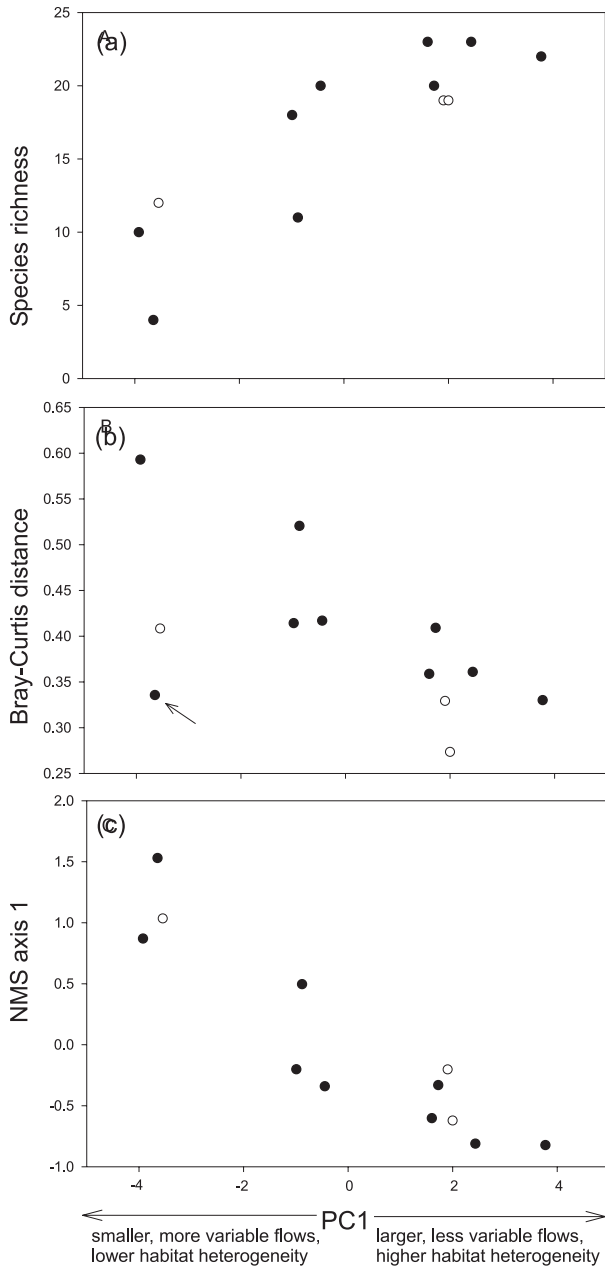 25
(a)
A
20
15
10
5
0
Species richness
0.65
(b)
B
0.60
0.55
0.50
0.45
0.40
0.35
0.30
0.25
Bray-Curtis distance
2.0
(c)
C
1.5
1.0
0.5
0.0
-0.5
-1.0
NMS axis 1
-4 -2 0 2 4
PC1
smaller, more variable flows,
lower habitat heterogeneity
larger, less variable flows,
higher habitat heterogeneity